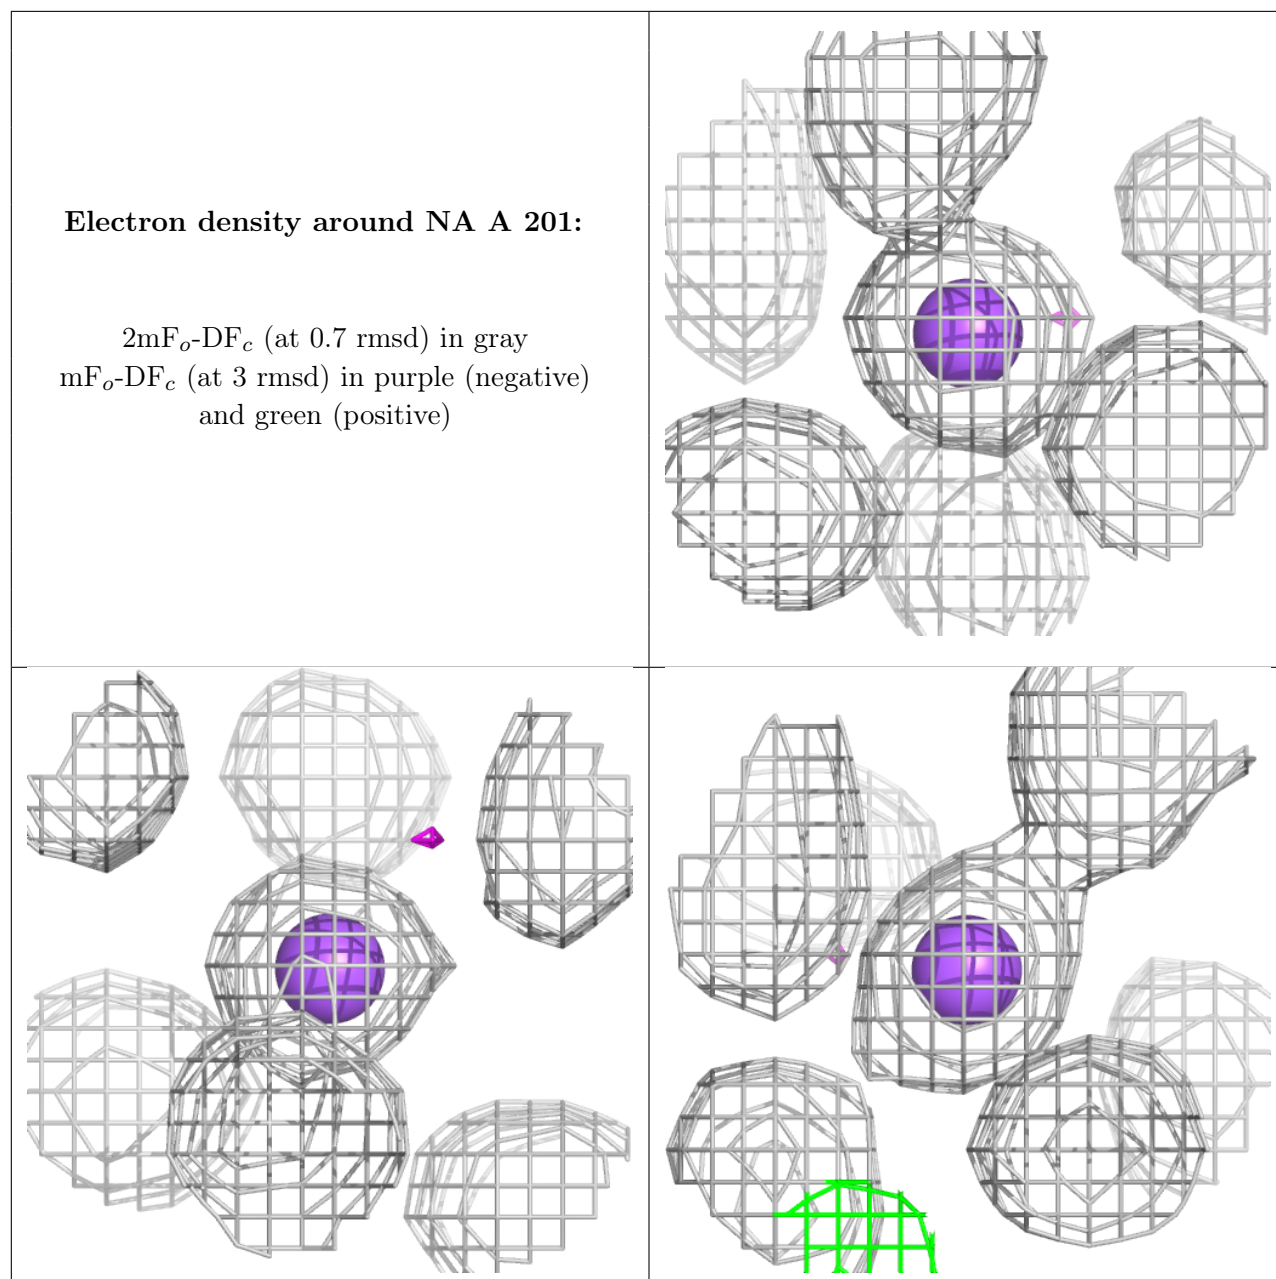 Electron density around NA A 201:
2mFo-DFc (at 0.7 rmsd) in gray
mFo-DFc (at 3 rmsd) in purple (negative)
and green (positive)